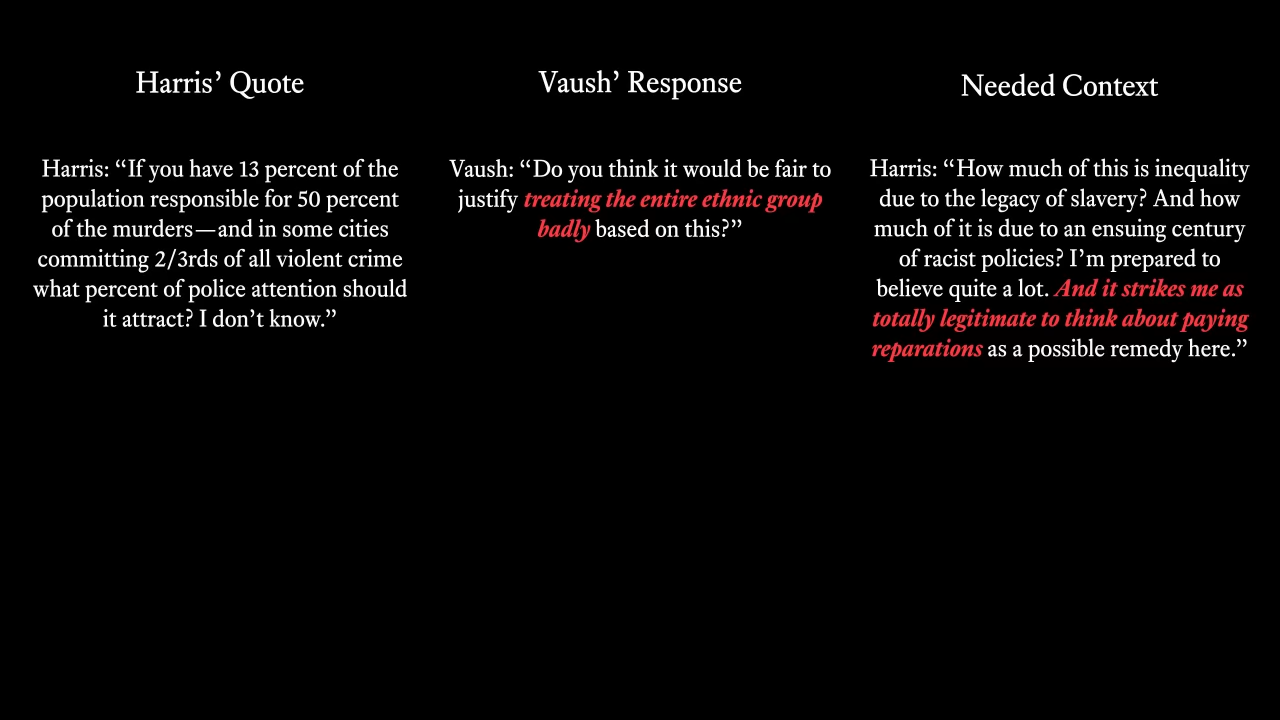 Harris’ Quote
Harris: “If you have 13 percent of the
population responsible for 50 percent
of the murders—and in some cities
committing 2/3rds of all violent crime
what percent of police attention should
it attract? I don’t know.”
Vaush’ Response
Vaush: “Do you think it would be fair to
justify treating the entire ethnic group
badly based on this?”
Needed Context
Harris: “How much of this is inequality
due to the legacy of slavery? And how
much of it is due to an ensuing century
of racist policies? I’m prepared to
believe quite a lot. And it strikes me as
totally legitimate to think about paying
reparations as a possible remedy here.”